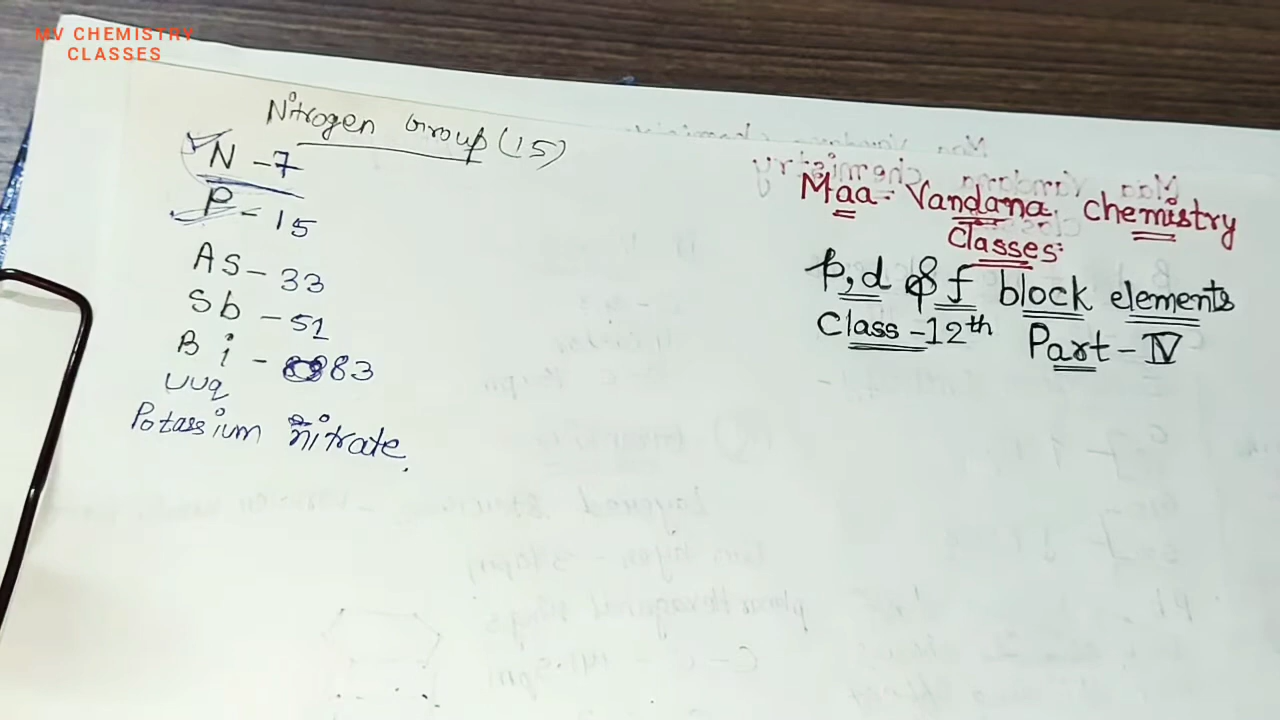 MV CHEMISTRY
CLASSES
Nitrogen Group (15)
N - 7
P - 15
As - 33
Sb - 51
Bi - 83
UUq
Potassium nitrate.
Maa Vandana chemistry
Classes:
p, d & f block elements
Class - 12th Part - IV